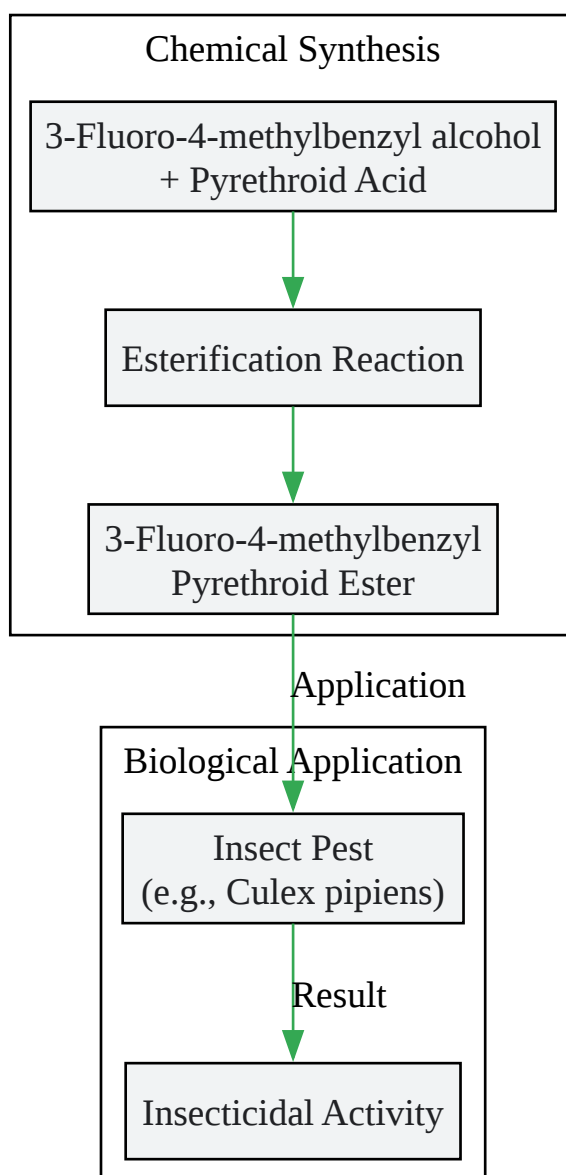 Chemical Synthesis
3-Fluoro-4-methylbenzyl alcohol
+ Pyrethroid Acid
Esterification Reaction
3-Fluoro-4-methylbenzyl
Pyrethroid Ester
Application
Biological Application
Insect Pest
(e.g., Culex pipiens)
Result
Insecticidal Activity